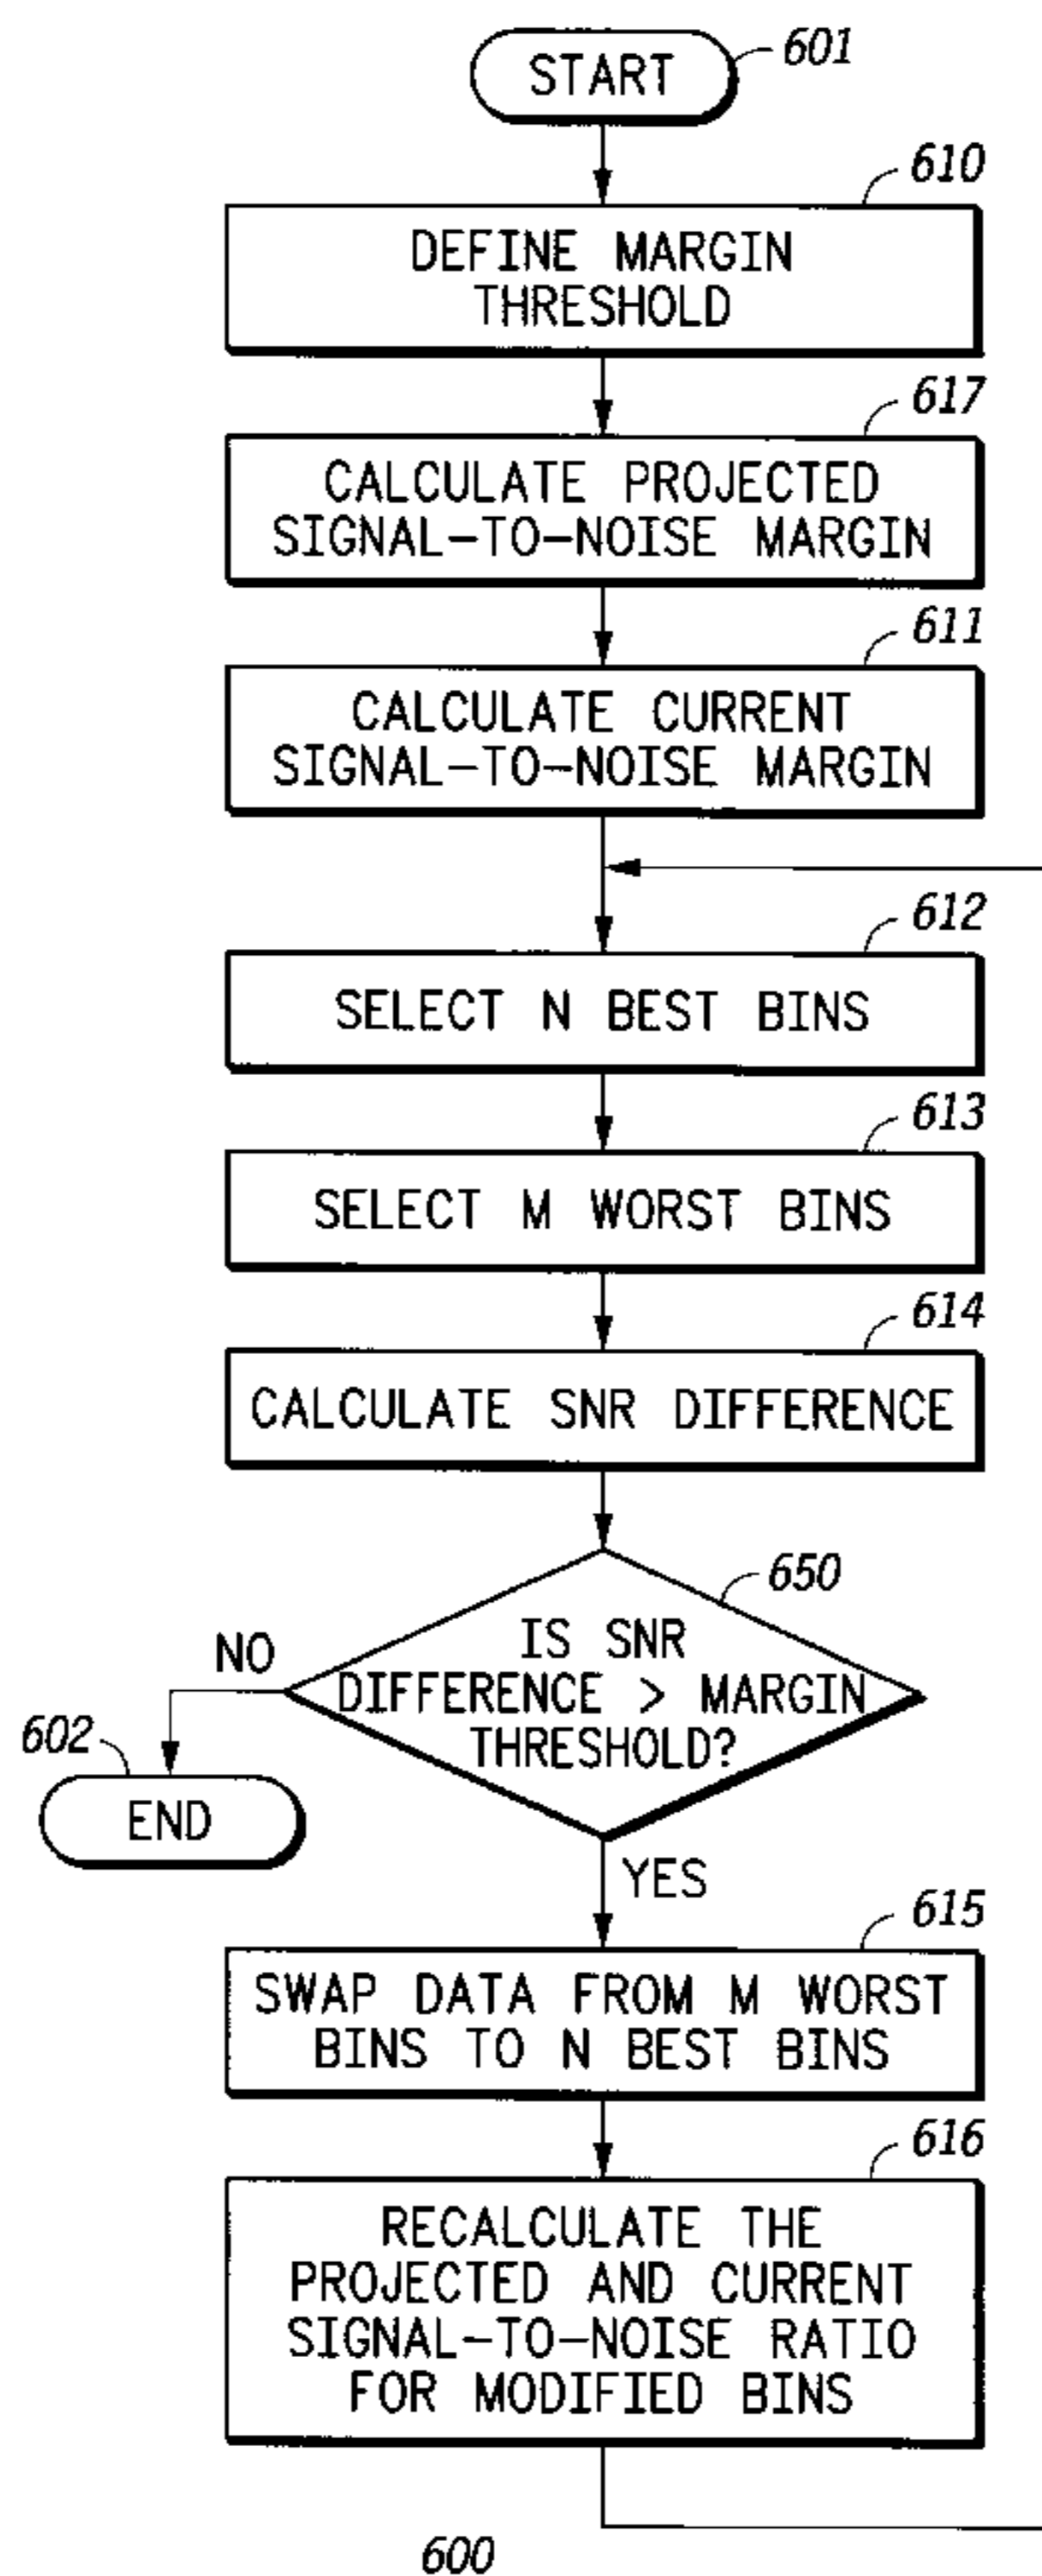 START
601
610
DEFINE MARGIN
THRESHOLD
617
CALCULATE PROJECTED
SIGNAL-TO-NOISE MARGIN
611
CALCULATE CURRENT
SIGNAL-TO-NOISE MARGIN
612
SELECT N BEST BINS
613
SELECT M WORST BINS
614
CALCULATE SNR DIFFERENCE
650
IS SNR
DIFFERENCE > MARGIN
THRESHOLD?
NO
602
END
YES
615
SWAP DATA FROM M WORST
BINS TO N BEST BINS
616
RECALCULATE THE
PROJECTED AND CURRENT
SIGNAL-TO-NOISE RATIO
FOR MODIFIED BINS
600